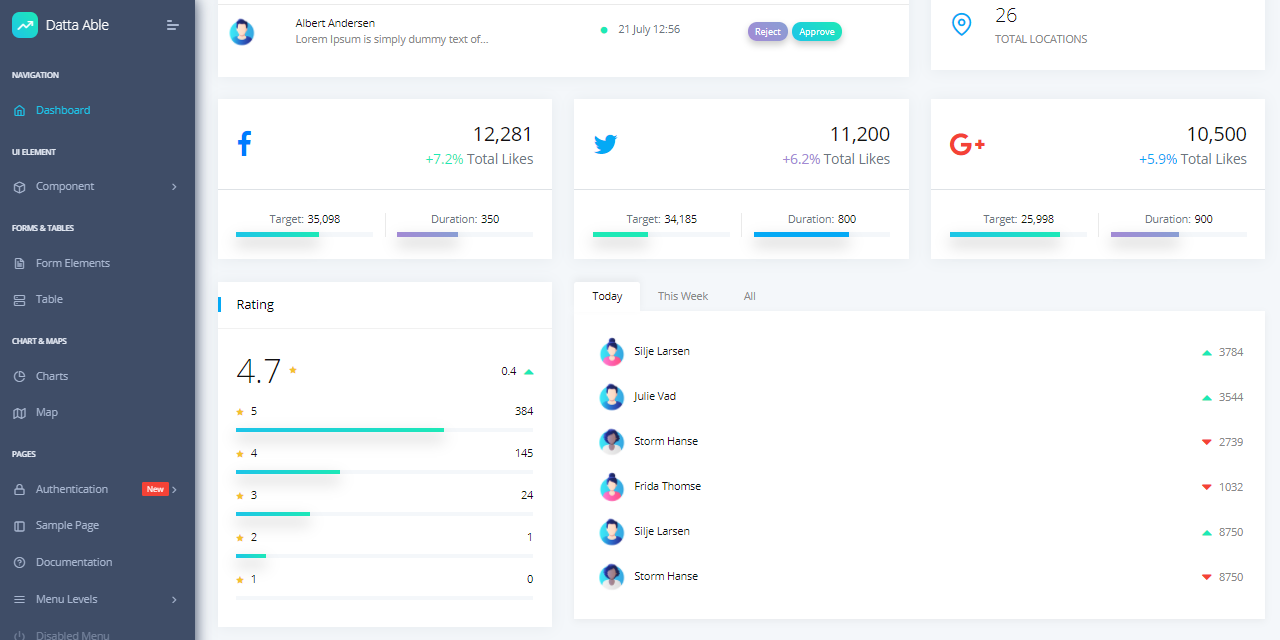 Datta Able
NAVIGATION
Dashboard
UI ELEMENT
Component
FORMS & TABLES
Form Elements
Table
CHART & MAPS
Charts
Map
PAGES
Authentication New
Sample Page
Documentation
Menu Levels
Disabled Menu
Albert Andersen
Lorem Ipsum is simply dummy text of...
21 July 12:56
Reject Approve
26
TOTAL LOCATIONS
12,281
+7.2% Total Likes
Target: 35,098 Duration: 350
11,200
+6.2% Total Likes
Target: 34,185 Duration: 800
10,500
+5.9% Total Likes
Target: 25,998 Duration: 900
Rating
4.7 0.4
5 384
4 145
3 24
2 1
1 0
Today This Week All
Silje Larsen 3784
Julie Vad 3544
Storm Hanse 2739
Frida Thomse 1032
Silje Larsen 8750
Storm Hanse 8750